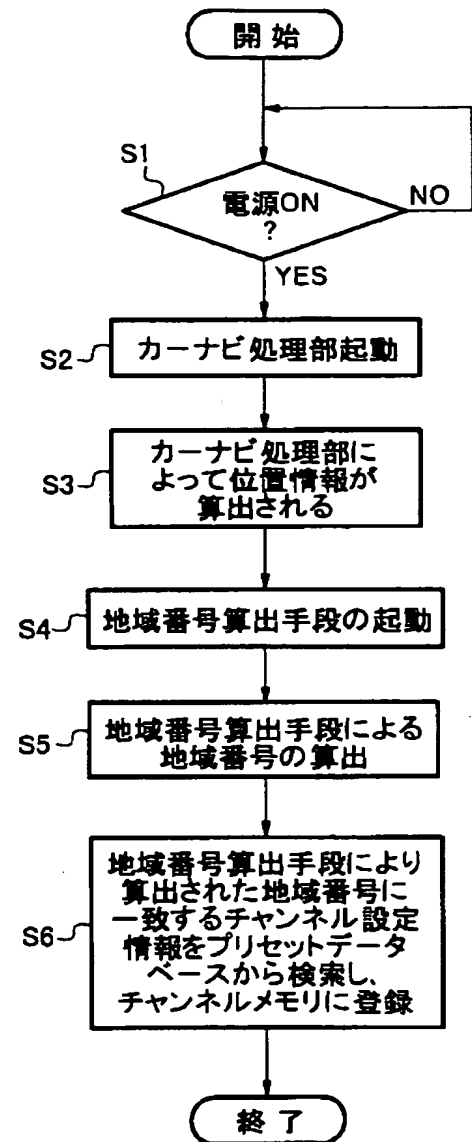 開始
S1
電源ON
?
NO
YES
S2
カーナビ処理部起動
S3
カーナビ処理部に
よって位置情報が
算出される
S4
地域番号算出手段の起動
S5
地域番号算出手段による
地域番号の算出
S6
地域番号算出手段により
算出された地域番号に
一致するチャンネル設定
情報をプリセットデータ
ベースから検索し、
チャンネルメモリに登録
終了